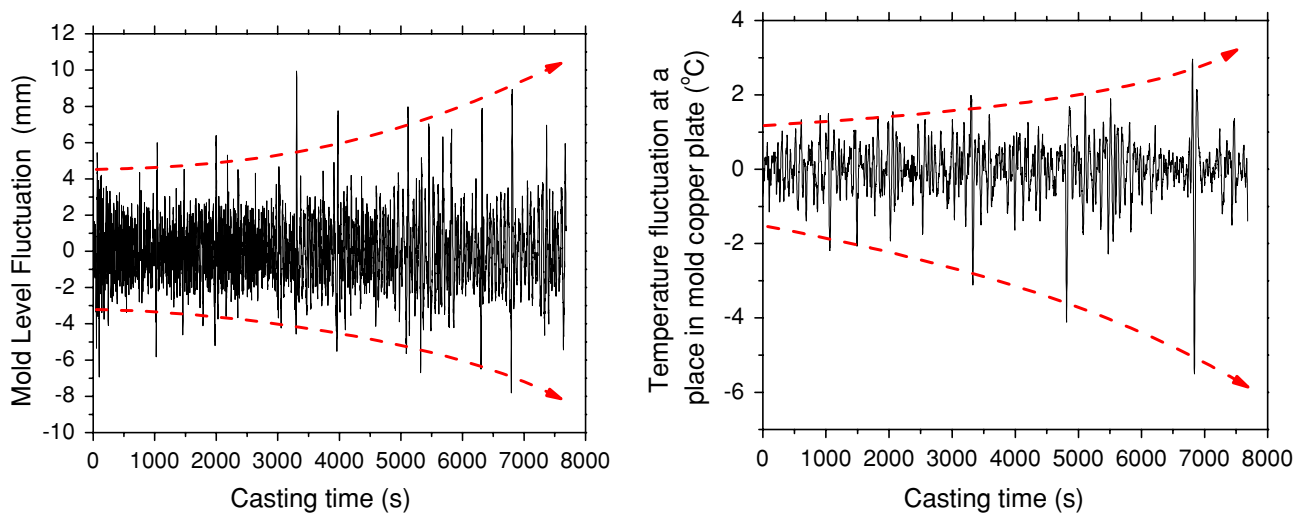 12
10
8
6
4
2
0
-2
-4
-6
-8
-10
Mold Level Fluctuation (mm)
0 1000 2000 3000 4000 5000 6000 7000 8000
Casting time (s)
4
2
0
-2
-4
-6
Temperature fluctuation at a
place in mold copper plate (°C)
0 1000 2000 3000 4000 5000 6000 7000 8000
Casting time (s)